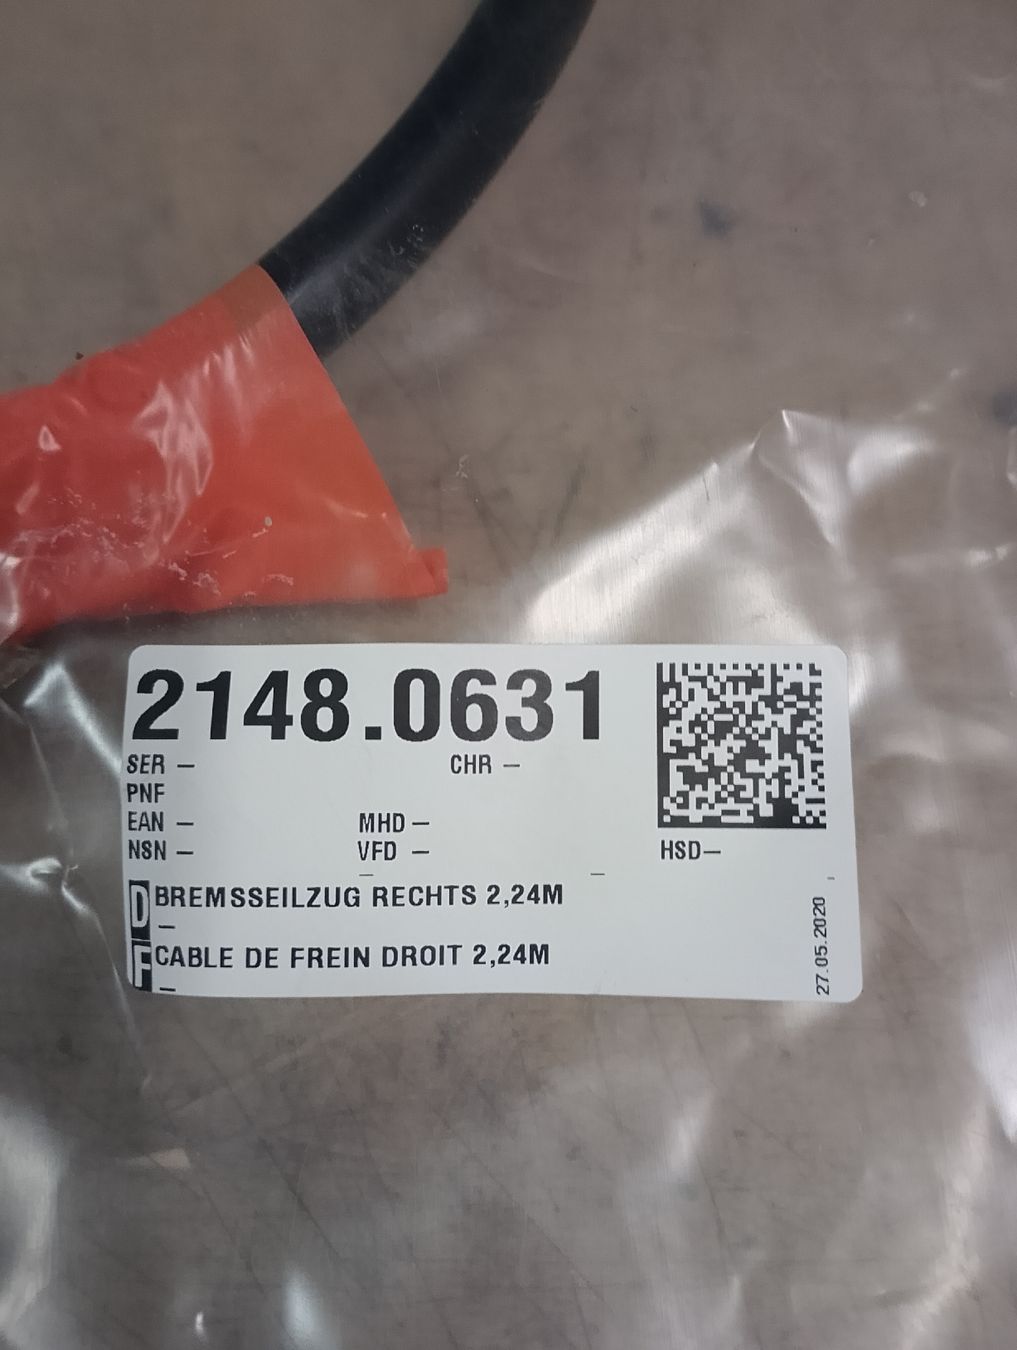 2148.0631
SER – CHR –
PNF
EAN – MHD –
NSN – VFD – HSD–
– –
D BREMSSEILZUG RECHTS 2,24M
–
F CABLE DE FREIN DROIT 2,24M
–
27.05.2020